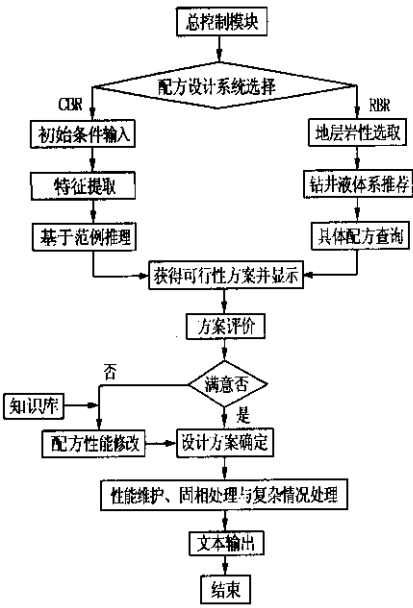 总控制模块
配方设计系统选择
CBR
RBR
初始条件输入
地层岩性选取
特征提取
钻井液体系推荐
基于范例推理
具体配方查询
获得可行性方案并显示
方案评价
否
满意否
知识库
是
配方性能修改
设计方案确定
性能维护、固相处理与复杂情况处理
文本输出
结束